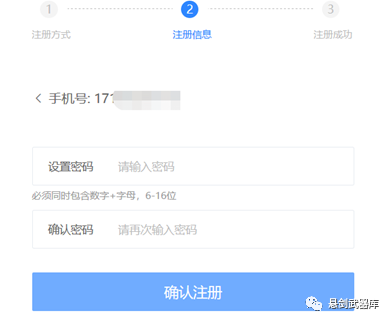 1 2 3
注册方式 注册信息 注册成功
手机号: 171
设置密码 请输入密码
必须同时包含数字+字母，6-16位
确认密码 请再次输入密码
确认注册
悬剑武器库